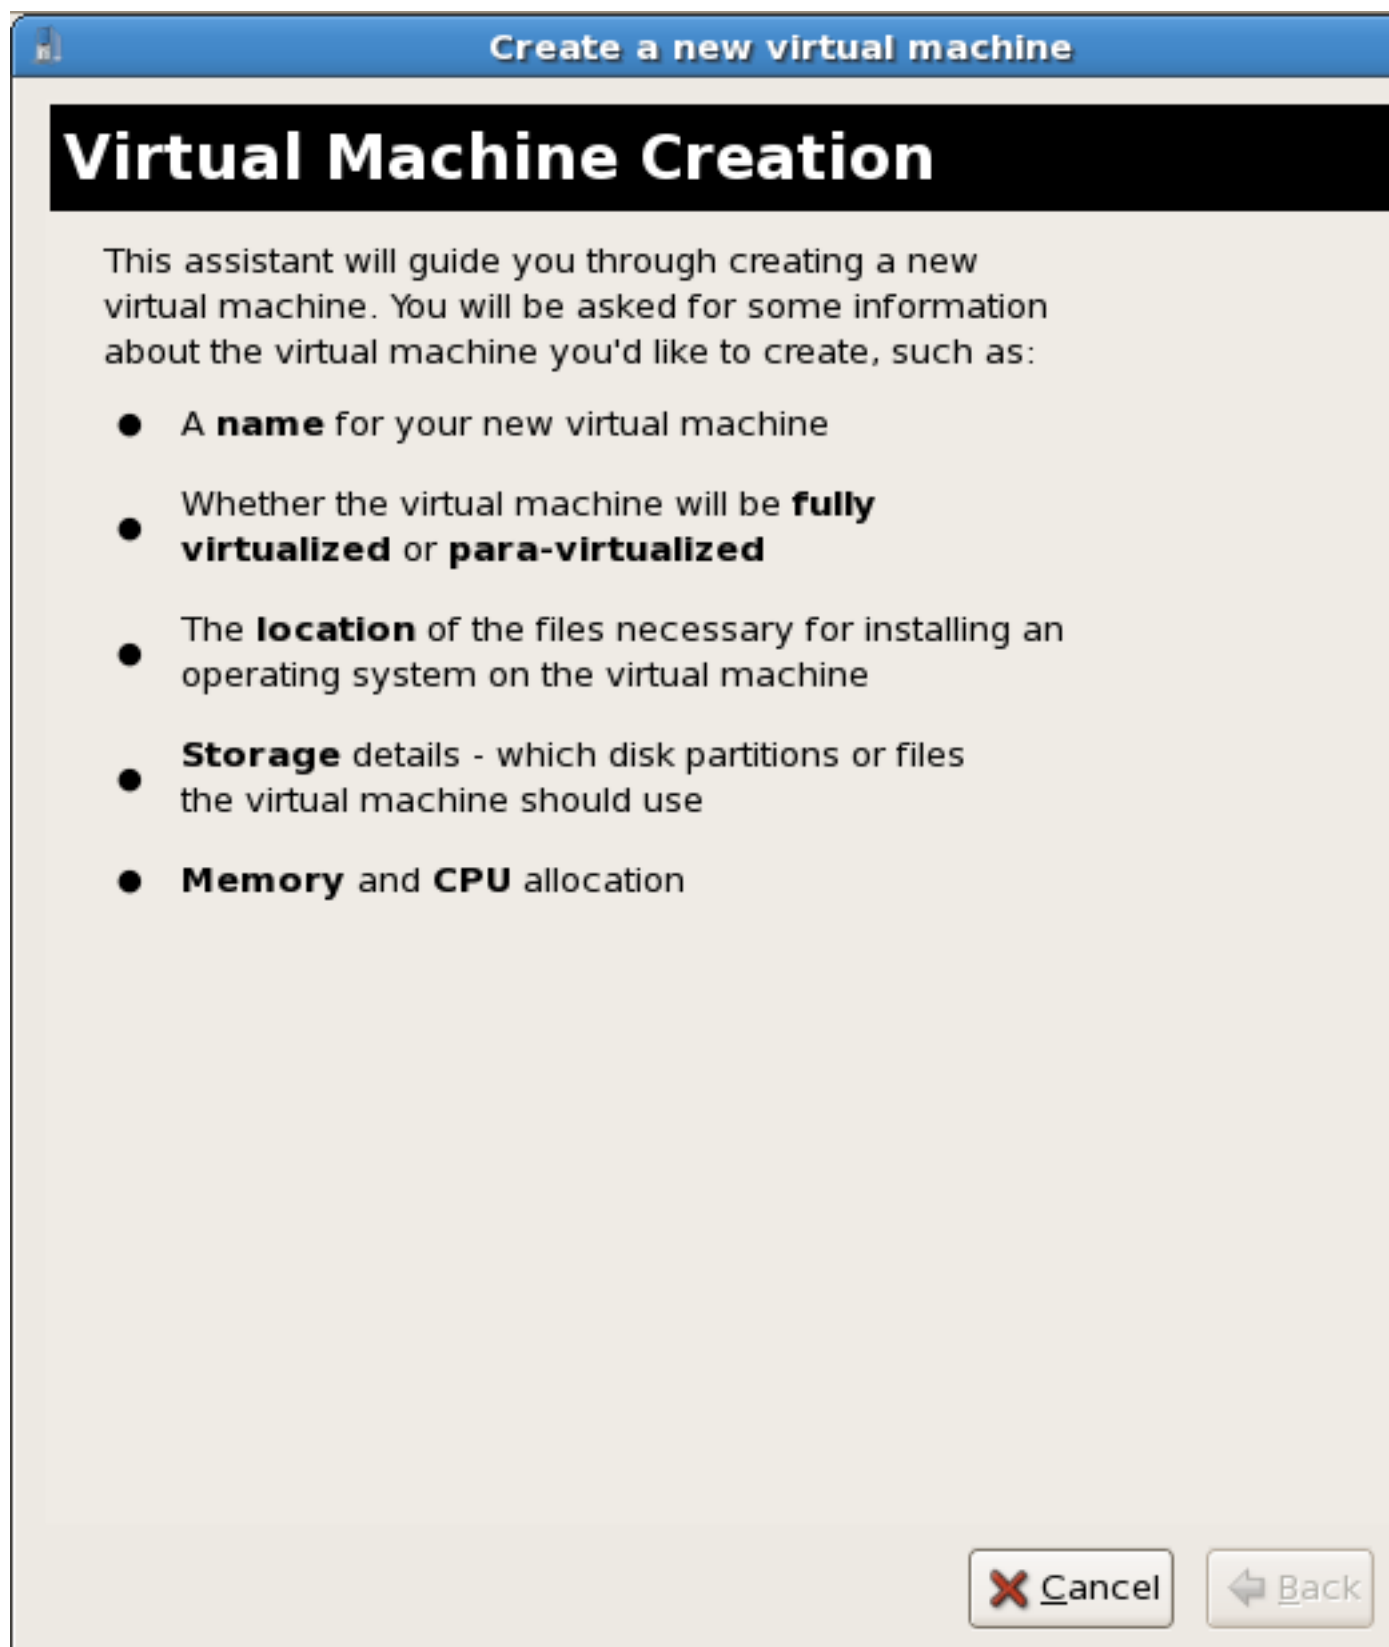 Create a new virtual machine
Virtual Machine Creation
This assistant will guide you through creating a new
virtual machine. You will be asked for some information
about the virtual machine you'd like to create, such as:
● A name for your new virtual machine
● Whether the virtual machine will be fully
virtualized or para-virtualized
● The location of the files necessary for installing an
operating system on the virtual machine
● Storage details - which disk partitions or files
the virtual machine should use
● Memory and CPU allocation
Cancel
Back